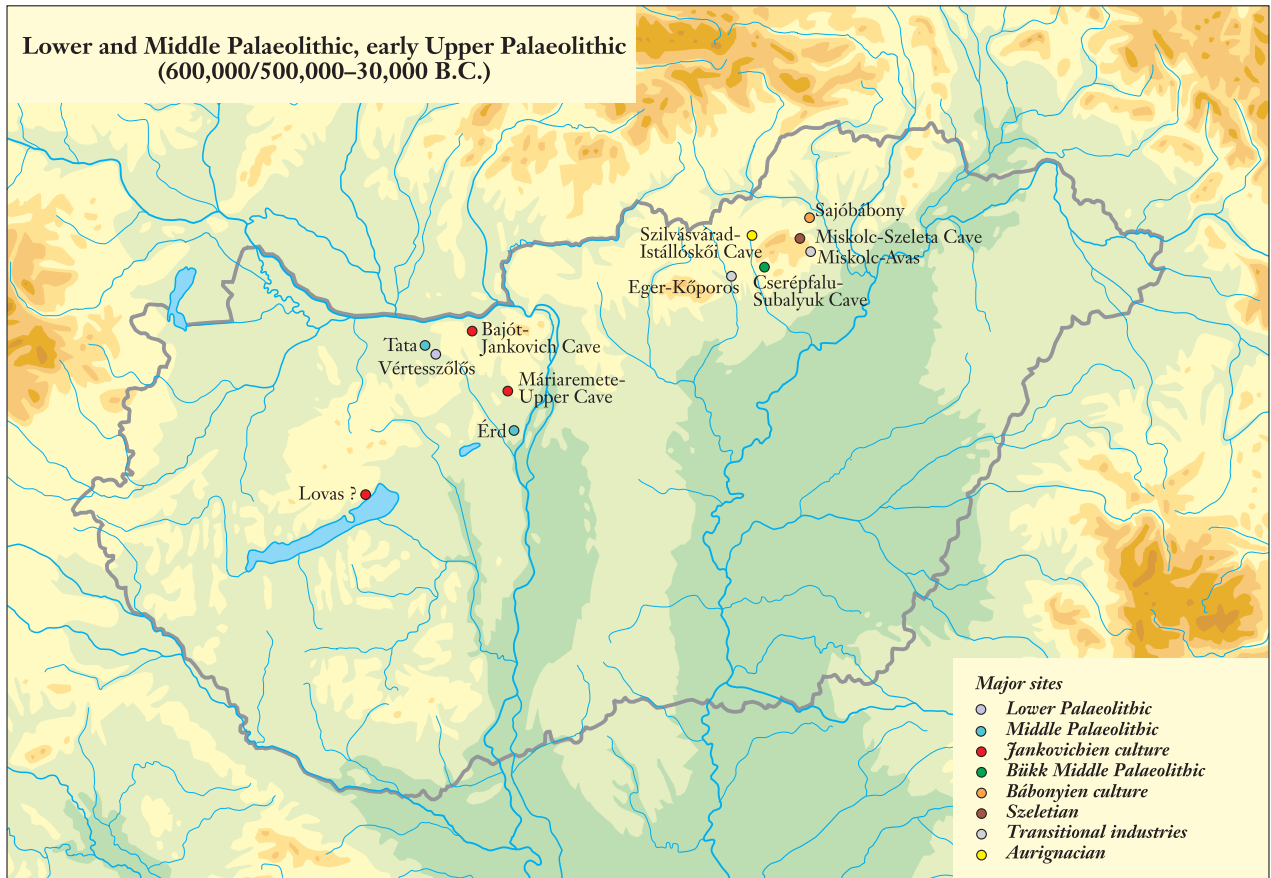 Lower and Middle Palaeolithic, early Upper Palaeolithic
(600,000/500,000–30,000 B.C.)
Sajóbábony
Szilvásvárad-
Istállóskői Cave
Miskolc-Szeleta Cave
Miskolc-Avas
Eger-Kőporos
Cserépfalu-
Subalyuk Cave
Bajót-
Jankovich Cave
Tata
Vértesszőlős
Máriaremete-
Upper Cave
Érd
Lovas ?
Major sites
Lower Palaeolithic
Middle Palaeolithic
Jankovichien culture
Bükk Middle Palaeolithic
Bábonyien culture
Szeletian
Transitional industries
Aurignacian